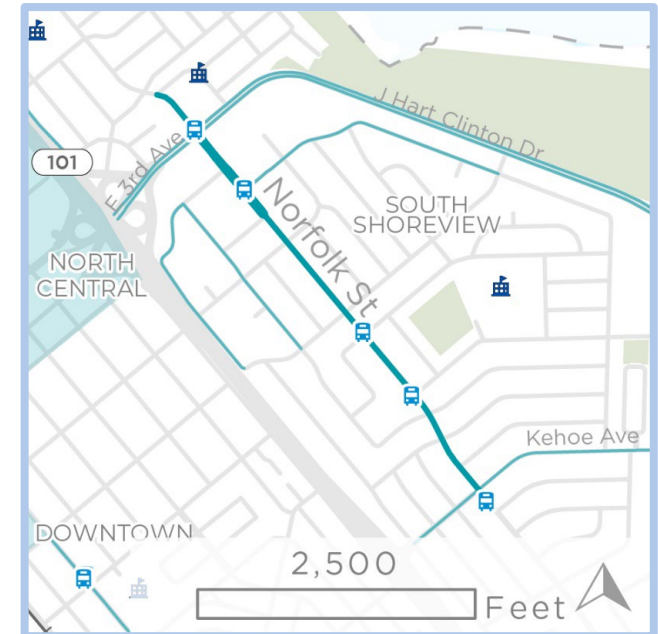 J Hart Clinton Dr
E 3rd Ave
101
Norfolk St
SOUTH
SHOREVIEW
NORTH
CENTRAL
Kehoe Ave
DOWNTOWN
2,500
Feet